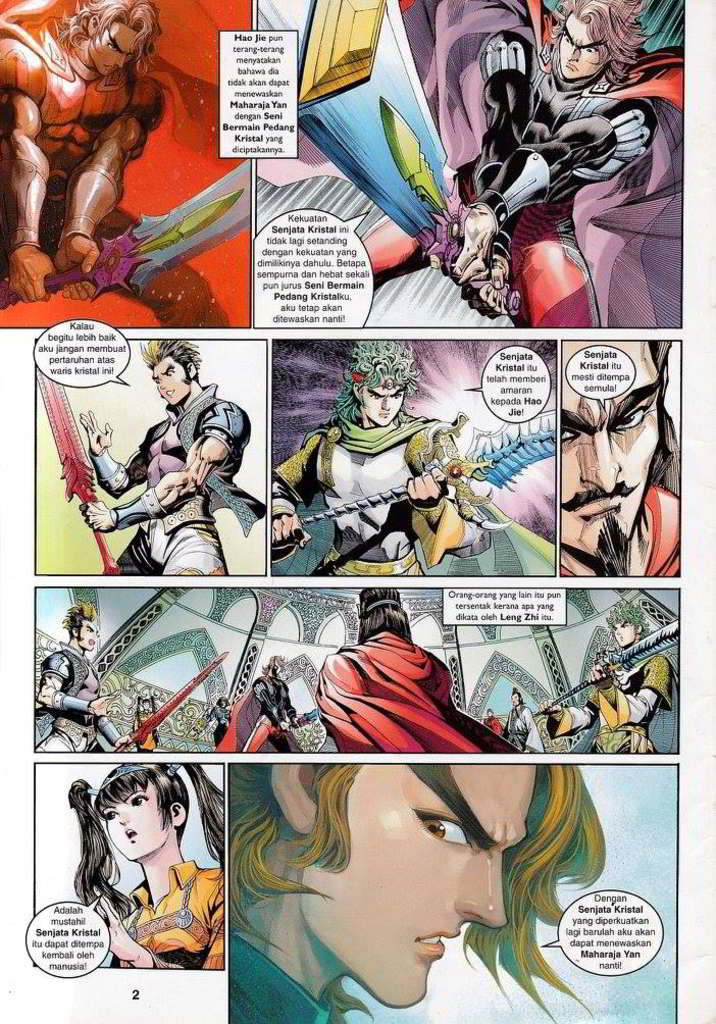 Hao Jie pun
terang-terang
menyatakan
bahawa dia
tidak akan dapat
menewaskan
Maharaja Yan
dengan Seni
Bermain Pedang
Kristal yang
diciptakannya.
Kekuatan
Senjata Kristal ini
tidak lagi setanding
dengan kekuatan yang
dimilikinya dahulu. Betapa
sempurna dan hebat sekali
pun jurus Seni Bermain
Pedang Kristalku,
aku tetap akan
ditewaskan nanti!
Kalau
begitu lebih baik
aku jangan membuat
pertaruhan atas
waris kristal ini!
Senjata
Kristal itu
telah memberi
amaran
kepada Hao
Jie!
Senjata
Kristal itu
mesti ditempa
semula!
Orang-orang yang lain itu pun
tersentak kerana apa yang
dikata oleh Leng Zhi itu.
Adalah
mustahil
Senjata Kristal
itu dapat ditempa
kembali oleh
manusia!
Dengan
Senjata Kristal
yang diperkuatkan
lagi barulah aku akan
dapat menewaskan
Maharaja Yan
nanti!
2